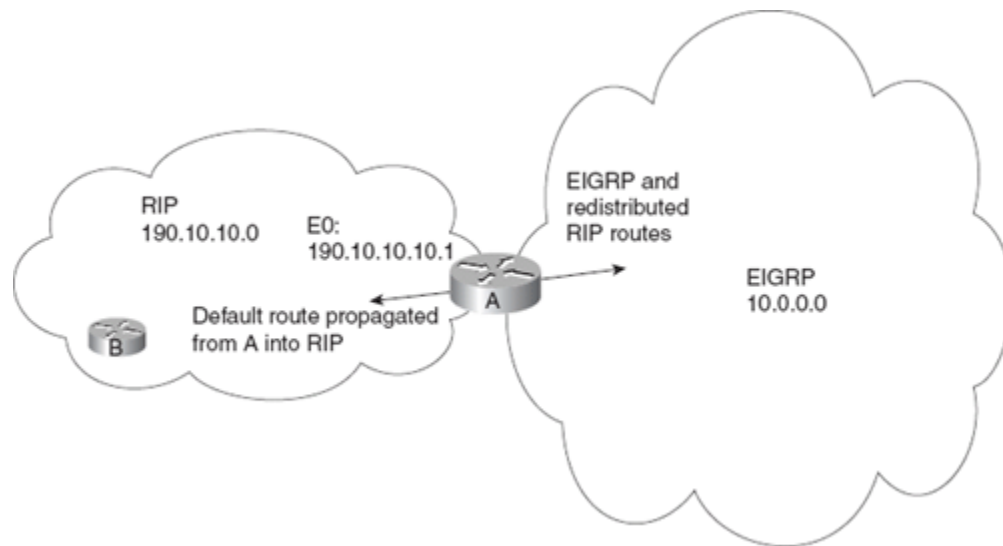 RIP
190.10.10.0
E0:
190.10.10.10.1
A
Default route propagated
from A into RIP
B
EIGRP and
redistributed
RIP routes
EIGRP
10.0.0.0